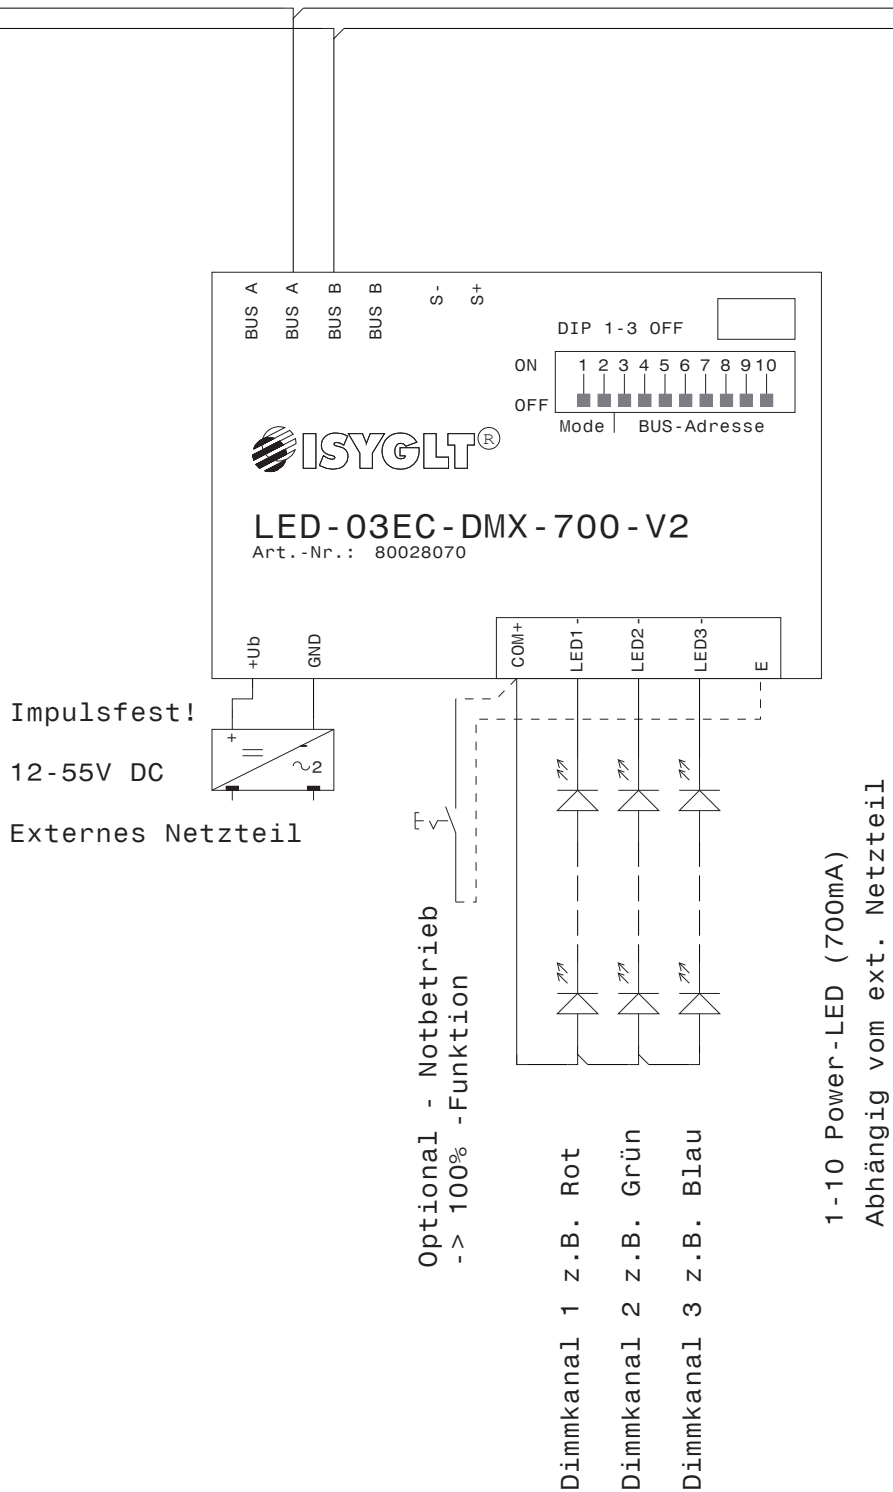 BUS A
BUS A
BUS B
BUS B
S-
S+
DIP 1-3 OFF
ON 1 2 3 4 5 6 7 8 9 10
OFF
Mode BUS-Adresse
ISYGLT®
LED-03EC-DMX-700-V2
Art.-Nr.: 80028070
+Ub
GND
COM+
LED1-
LED2-
LED3-
E
Impulsfest!
12-55V DC
Externes Netzteil
+
-
~2
Optional - Notbetrieb
-> 100% -Funktion
Dimmkanal 1 z.B. Rot
Dimmkanal 2 z.B. Grün
Dimmkanal 3 z.B. Blau
1-10 Power-LED (700mA)
Abhängig vom ext. Netzteil